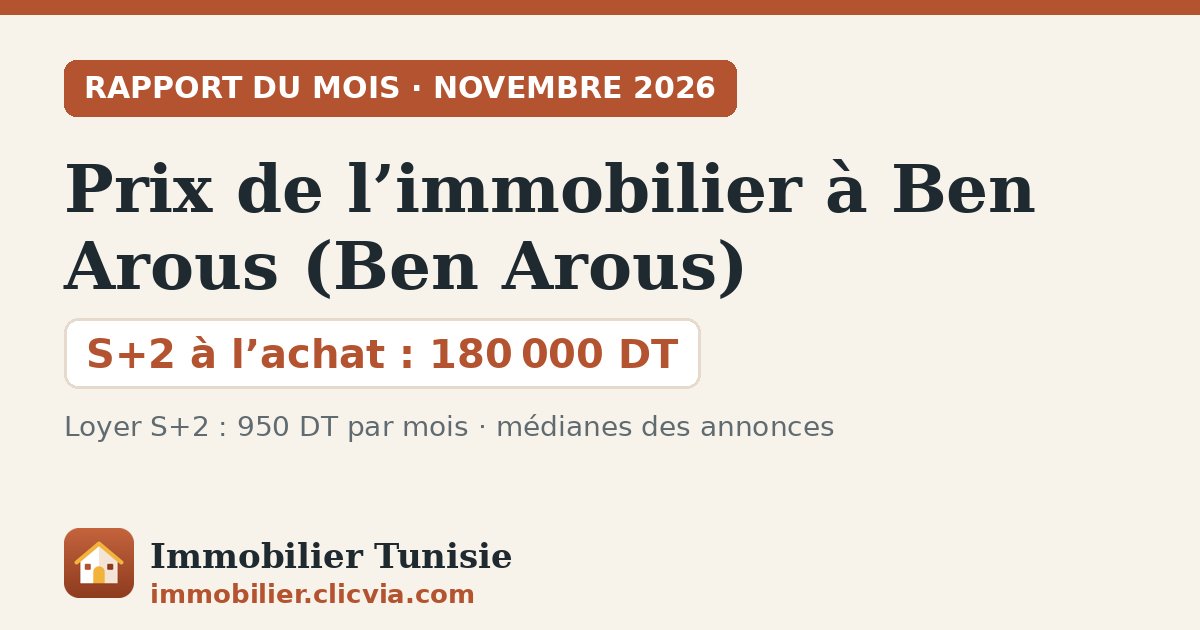 RAPPORT DU MOIS · NOVEMBRE 2026
Prix de l’immobilier à Ben
Arous (Ben Arous)
S+2 à l’achat : 180 000 DT
Loyer S+2 : 950 DT par mois · médianes des annonces
Immobilier Tunisie
immobilier.clicvia.com